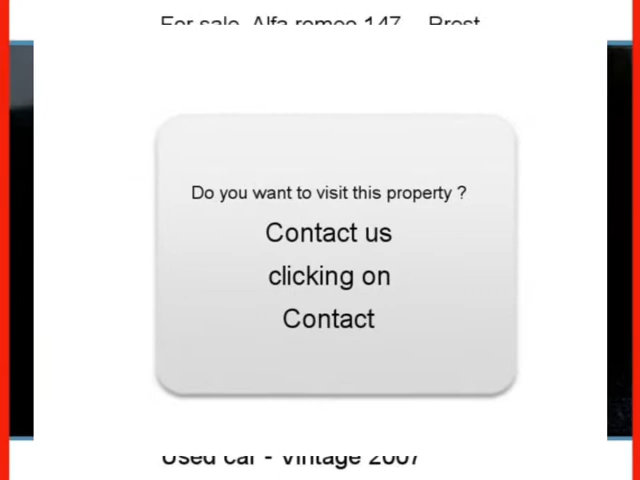 For sale Alfa romeo 147 - Brest
Do you want to visit this property ?
Contact us
clicking on
Contact
Used car - Vintage 2007